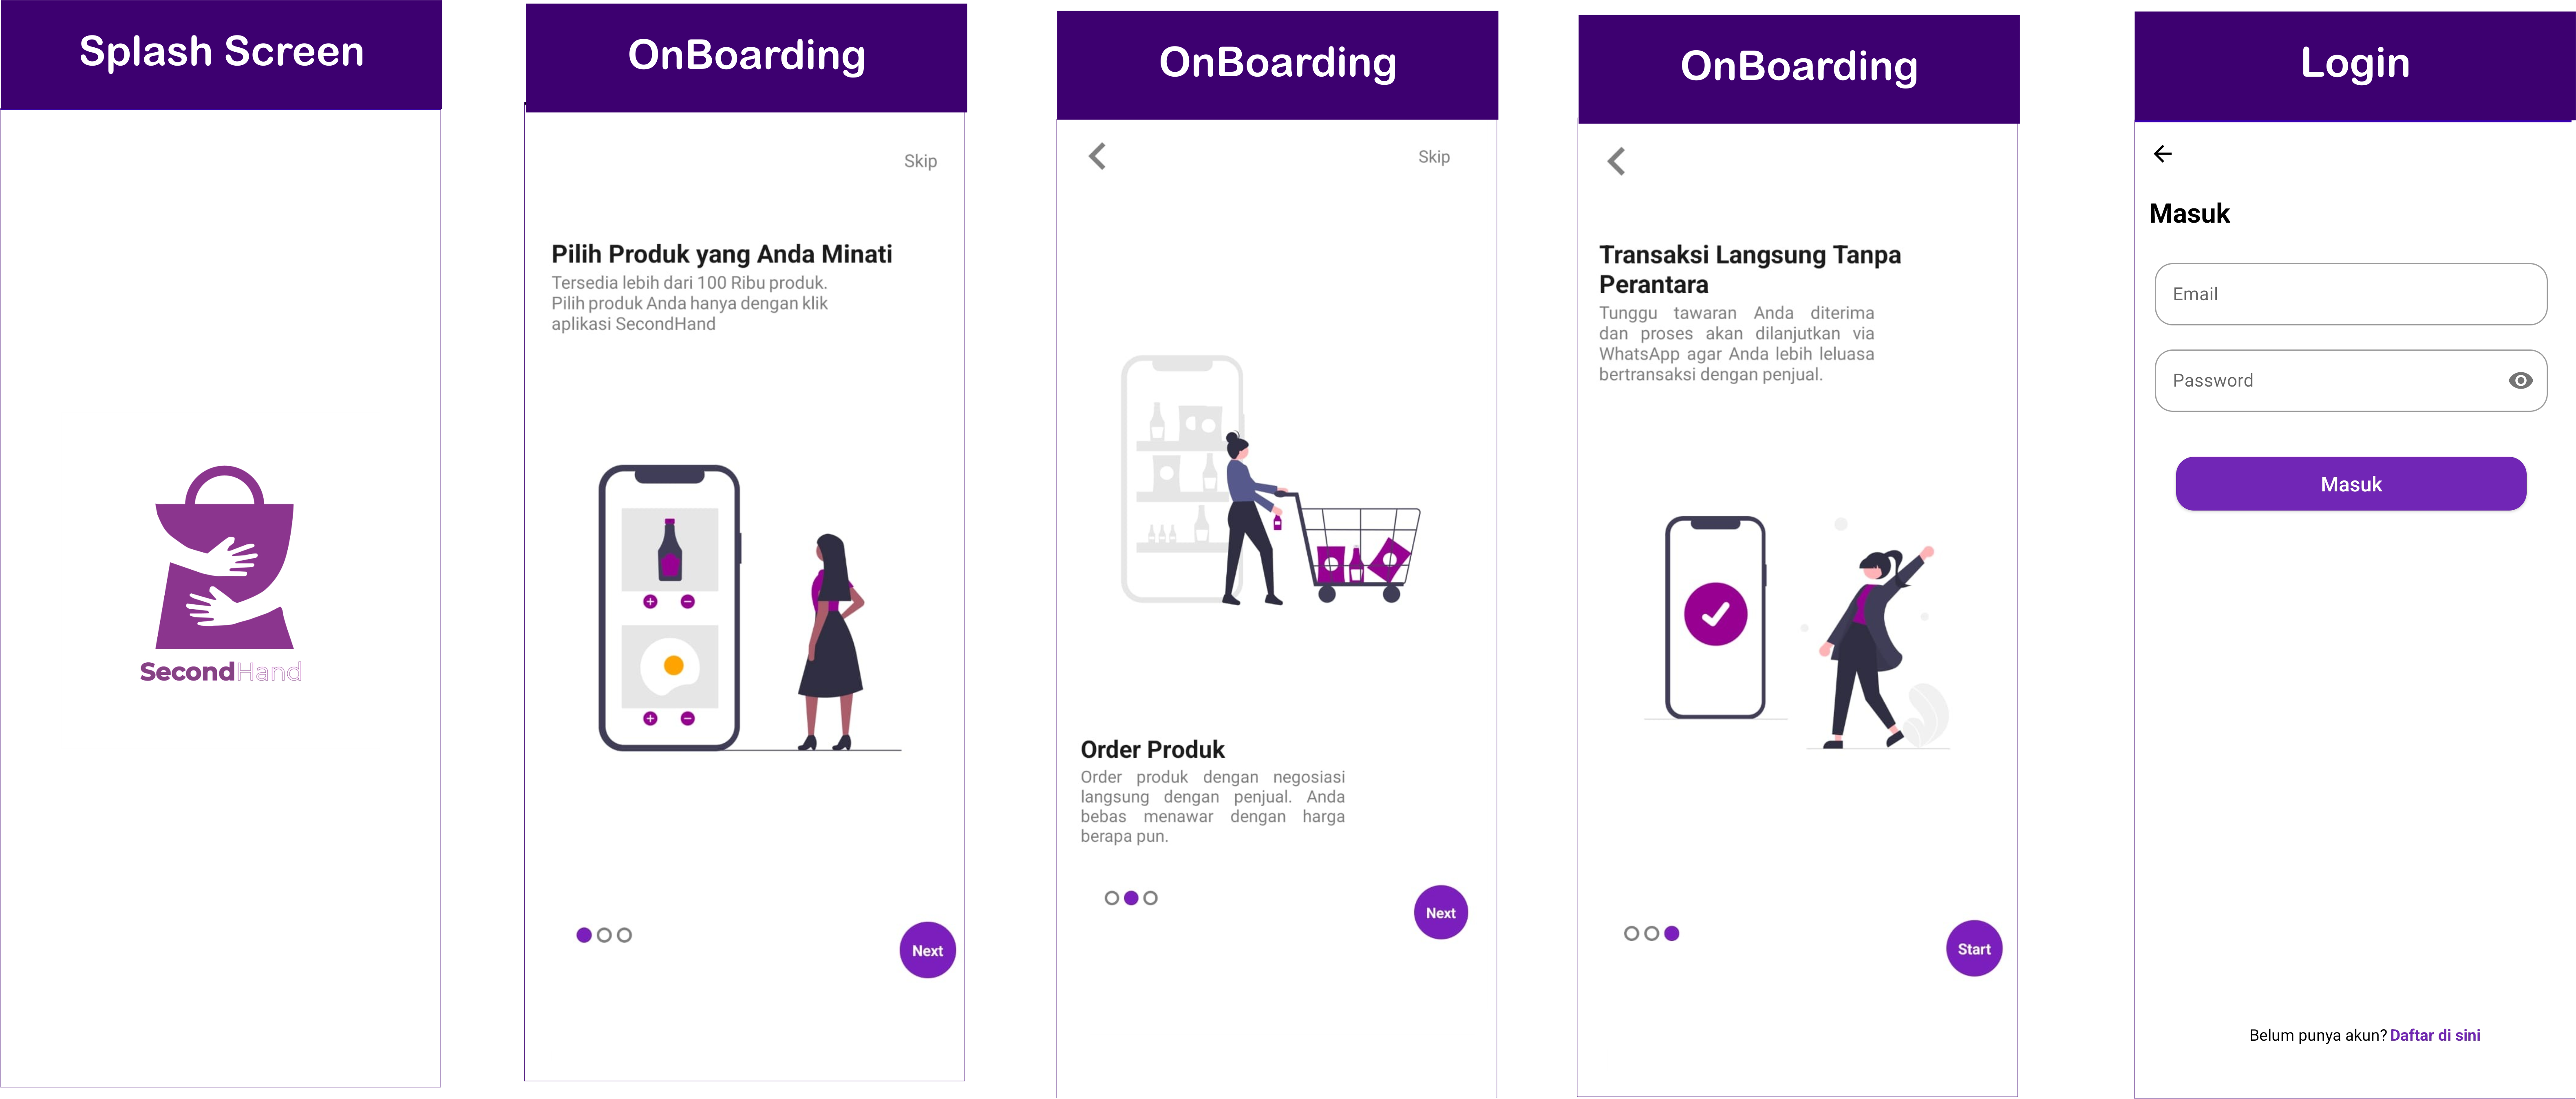 Splash Screen
SecondHand
OnBoarding
Skip
Pilih Produk yang Anda Minati
Tersedia lebih dari 100 Ribu produk.
Pilih produk Anda hanya dengan klik
aplikasi SecondHand
Next
OnBoarding
Skip
Order Produk
Order produk dengan negosiasi
langsung dengan penjual. Anda
bebas menawar dengan harga
berapa pun.
Next
OnBoarding
Transaksi Langsung Tanpa
Perantara
Tunggu tawaran Anda diterima
dan proses akan dilanjutkan via
WhatsApp agar Anda lebih leluasa
bertransaksi dengan penjual.
Start
Login
Masuk
Email
Password
Masuk
Belum punya akun? Daftar di sini